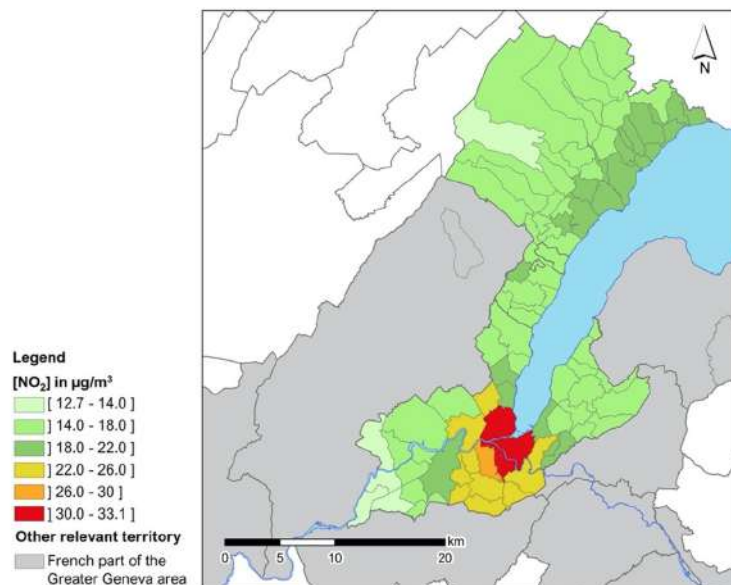 N
Legend
[NO₂] in µg/m³
[ 12.7 - 14.0 ]
] 14.0 - 18.0 ]
] 18.0 - 22.0 ]
] 22.0 - 26.0 ]
] 26.0 - 30 ]
] 30.0 - 33.1 ]
Other relevant territory
French part of the
Greater Geneva area
km
0 5 10 20